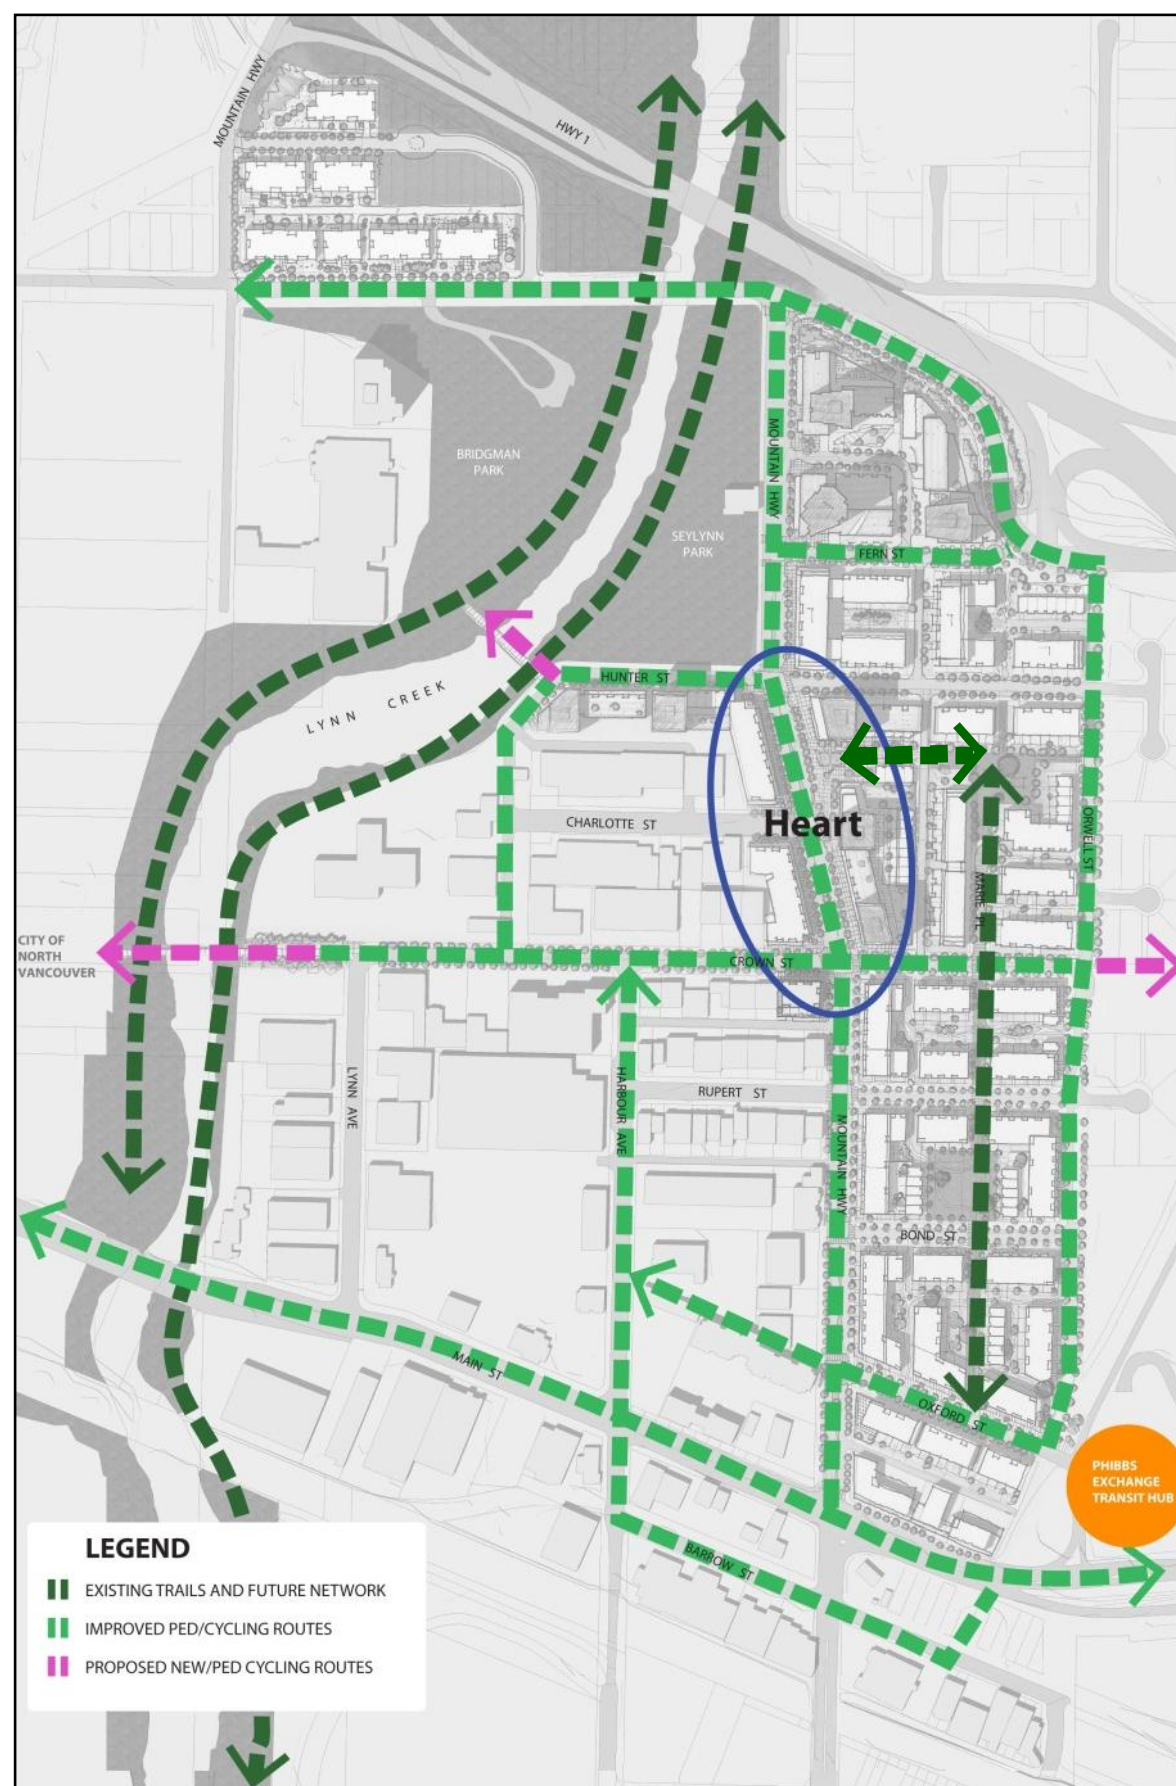 MOUNTAIN HWY
HWY 1
BRIDGMAN
PARK
MOUNTAIN HWY
SEYLYNN
PARK
FERN ST
HUNTER ST
LYNN CREEK
CHARLOTTE ST
Heart
ORWELL ST
MARIE PL
CITY OF
NORTH
VANCOUVER
CROWN ST
LYNN AVE
HARBOUR AVE
RUPERT ST
MOUNTAIN HWY
BOND ST
MAIN ST
OXFORD ST
PHIBBS
EXCHANGE
TRANSIT HUB
BARROW ST
LEGEND
EXISTING TRAILS AND FUTURE NETWORK
IMPROVED PED/CYCLING ROUTES
PROPOSED NEW/PED CYCLING ROUTES